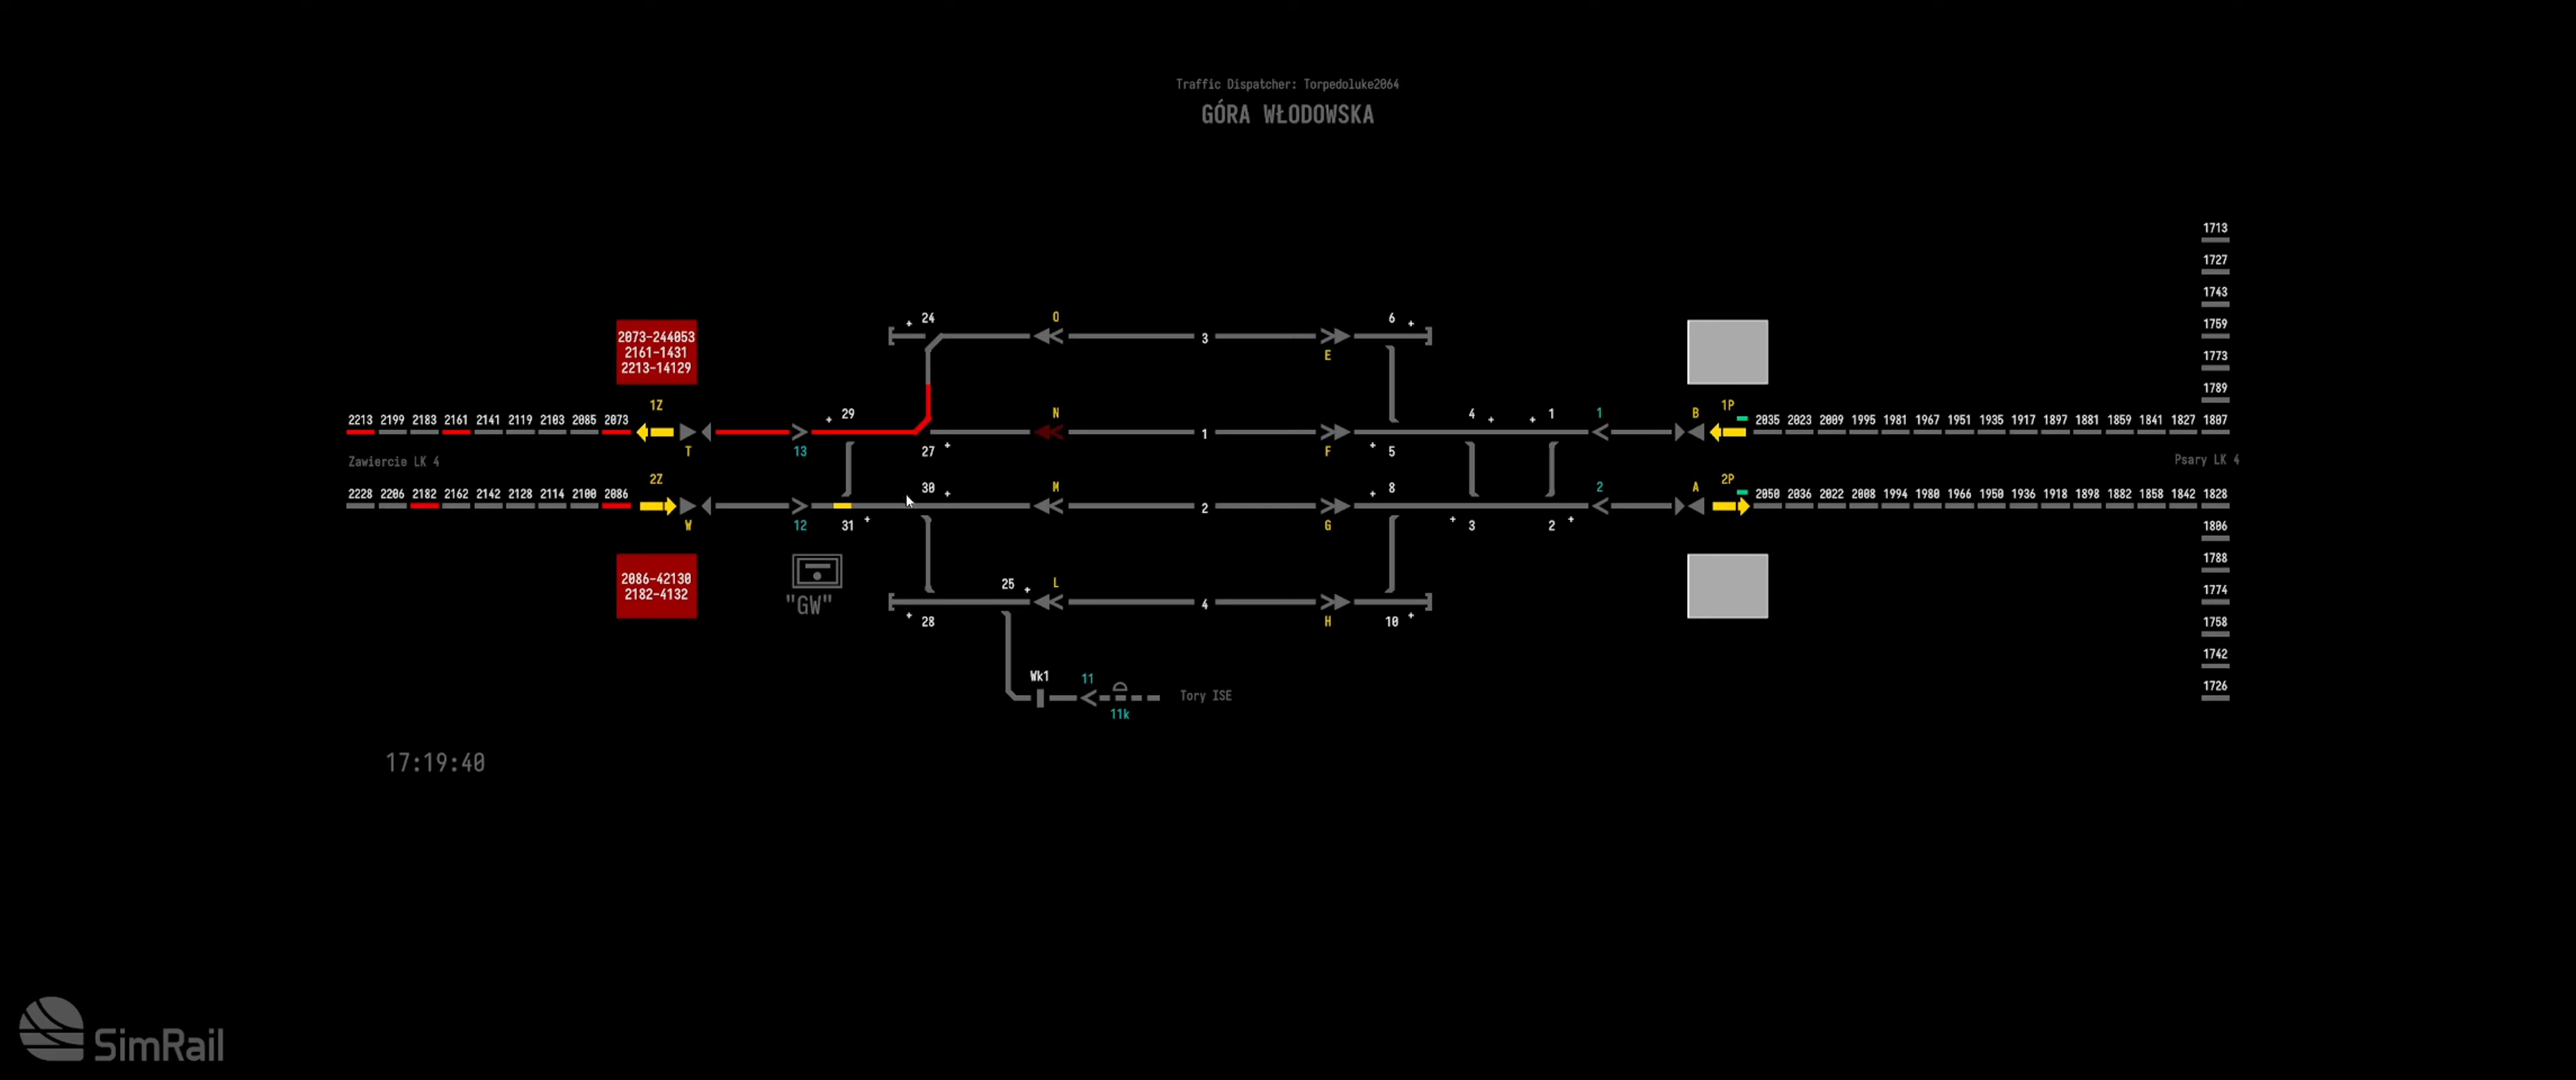 Traffic Dispatcher: Torpedoluke2064
GÓRA WŁODOWSKA
1713
1727
1743
1759
1773
1789
24 O 3 6 E
2073-244053
2161-1431
2213-14129
1Z 29 N 4 1 1 B 1P
2213 2199 2183 2161 2141 2119 2103 2085 2073
2035 2023 2009 1995 1981 1967 1951 1935 1917 1897 1881 1859 1841 1827 1807
1
T 13 27 F 5
Zawiercie LK 4
Psary LK 4
2Z 30 M 8 2 A 2P
2228 2206 2182 2162 2142 2128 2114 2100 2086
2050 2036 2022 2008 1994 1980 1966 1950 1936 1918 1898 1882 1858 1842 1828
2
W 12 31 G 3 2
1806
1788
1774
1758
1742
1726
2086-42130
2182-4132
"GW"
25 L 4
28 H 10
Wk1 11 Tory ISE
11k
17:19:40
SimRail